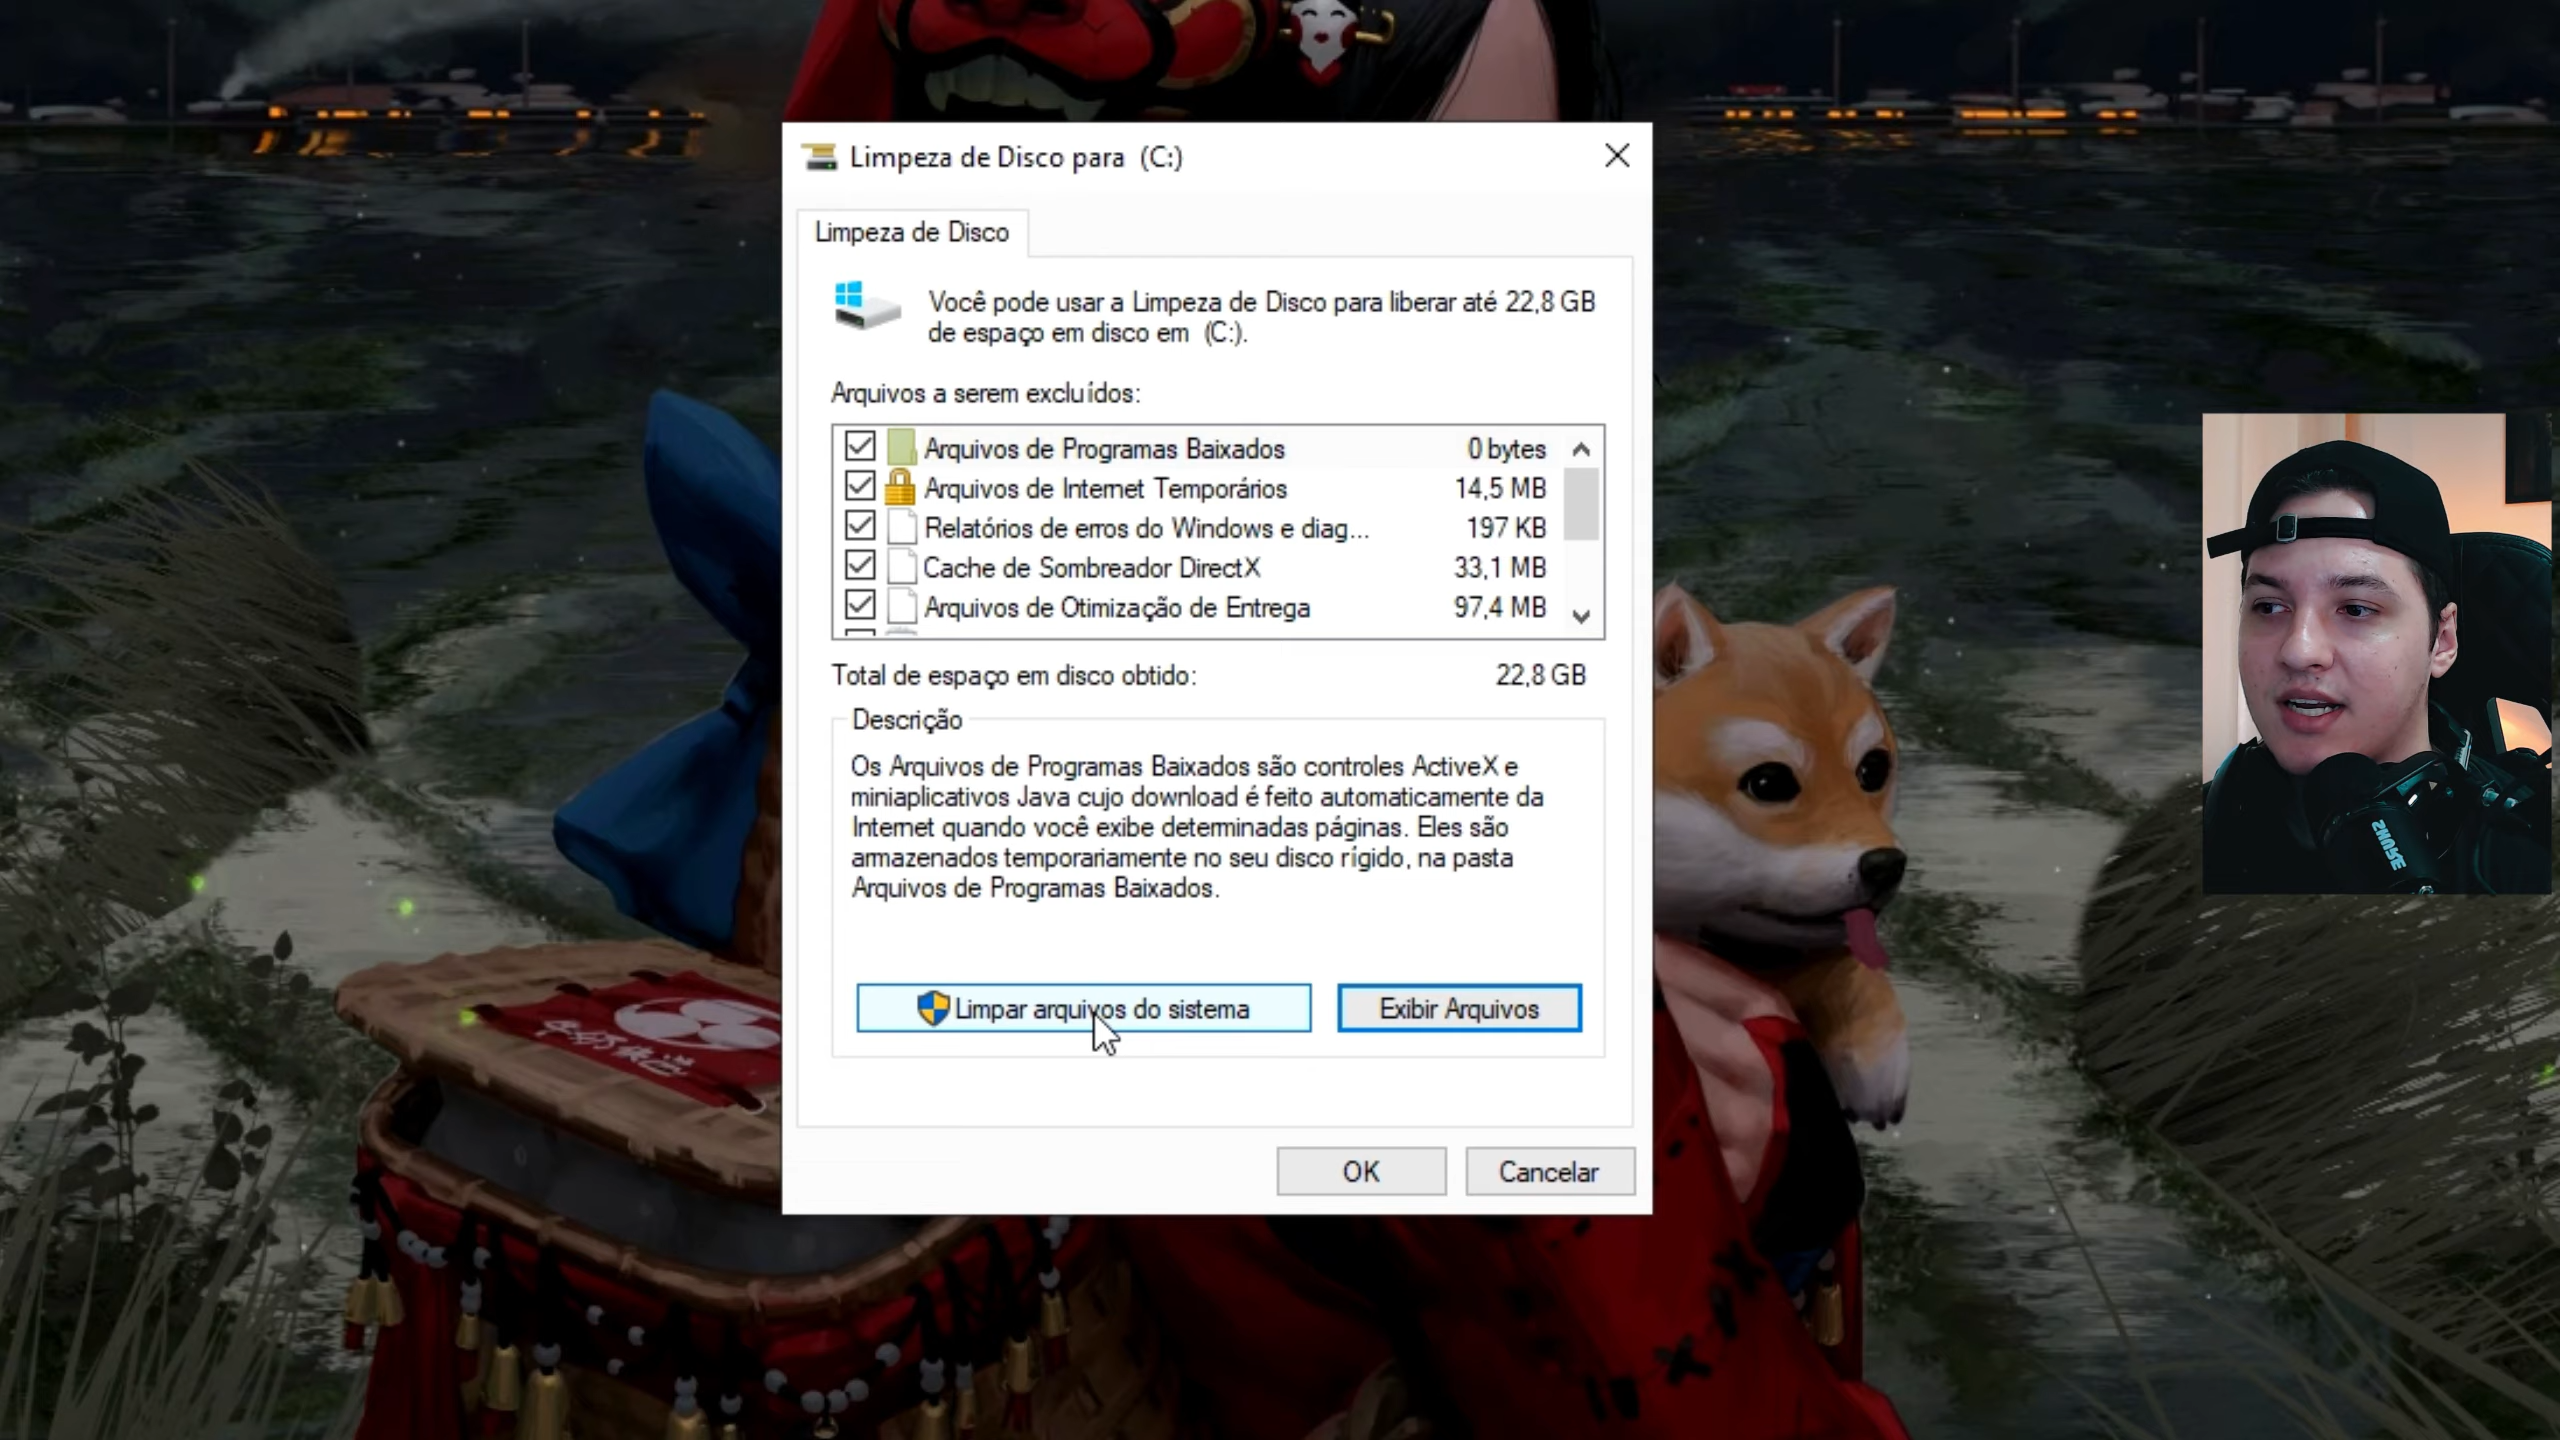 Limpeza de Disco para  (C:)
Limpeza de Disco
Você pode usar a Limpeza de Disco para liberar até 22,8 GB
de espaço em disco em  (C:).
Arquivos a serem excluídos:
Arquivos de Programas Baixados 0 bytes
Arquivos de Internet Temporários 14,5 MB
Relatórios de erros do Windows e diag... 197 KB
Cache de Sombreador DirectX 33,1 MB
Arquivos de Otimização de Entrega 97,4 MB
Total de espaço em disco obtido: 22,8 GB
Descrição
Os Arquivos de Programas Baixados são controles ActiveX e
miniaplicativos Java cujo download é feito automaticamente da
Internet quando você exibe determinadas páginas. Eles são
armazenados temporariamente no seu disco rígido, na pasta
Arquivos de Programas Baixados.
Limpar arquivos do sistema
Exibir Arquivos
OK
Cancelar
SHURE